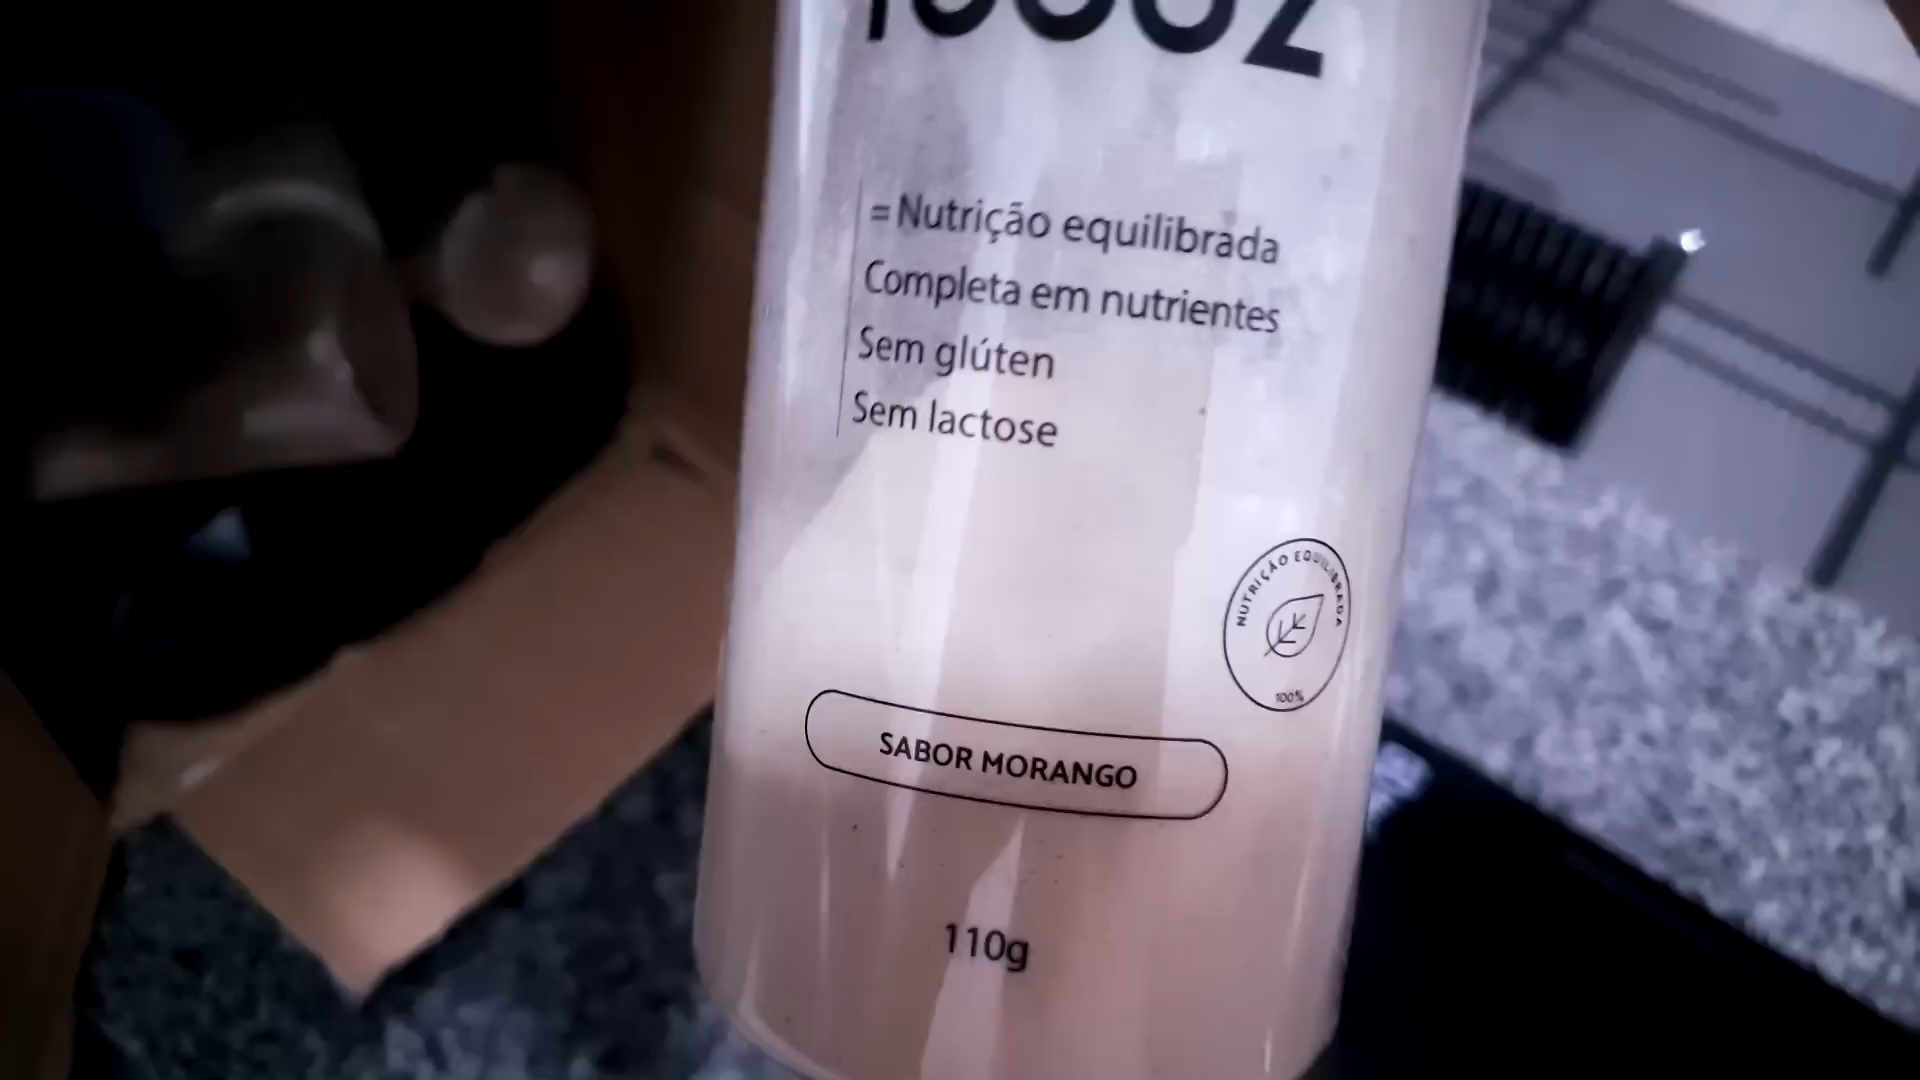 = Nutrição equilibrada
Completa em nutrientes
Sem glúten
Sem lactose
NUTRIÇÃO EQUILIBRADA
100%
SABOR MORANGO
110g